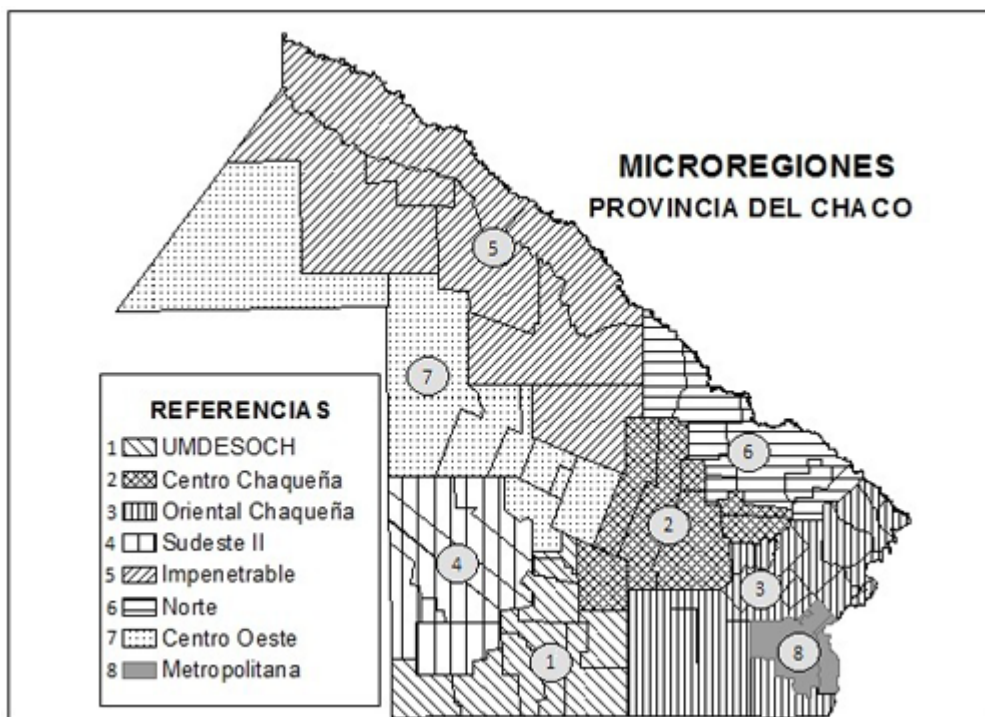 MICROREGIONES
PROVINCIA DEL CHACO
5
7
6
2
4
3
8
1
REFERENCIAS
1 UMDESOCH
2 Centro Chaqueña
3 Oriental Chaqueña
4 Sudeste II
5 Impenetrable
6 Norte
7 Centro Oeste
8 Metropolitana